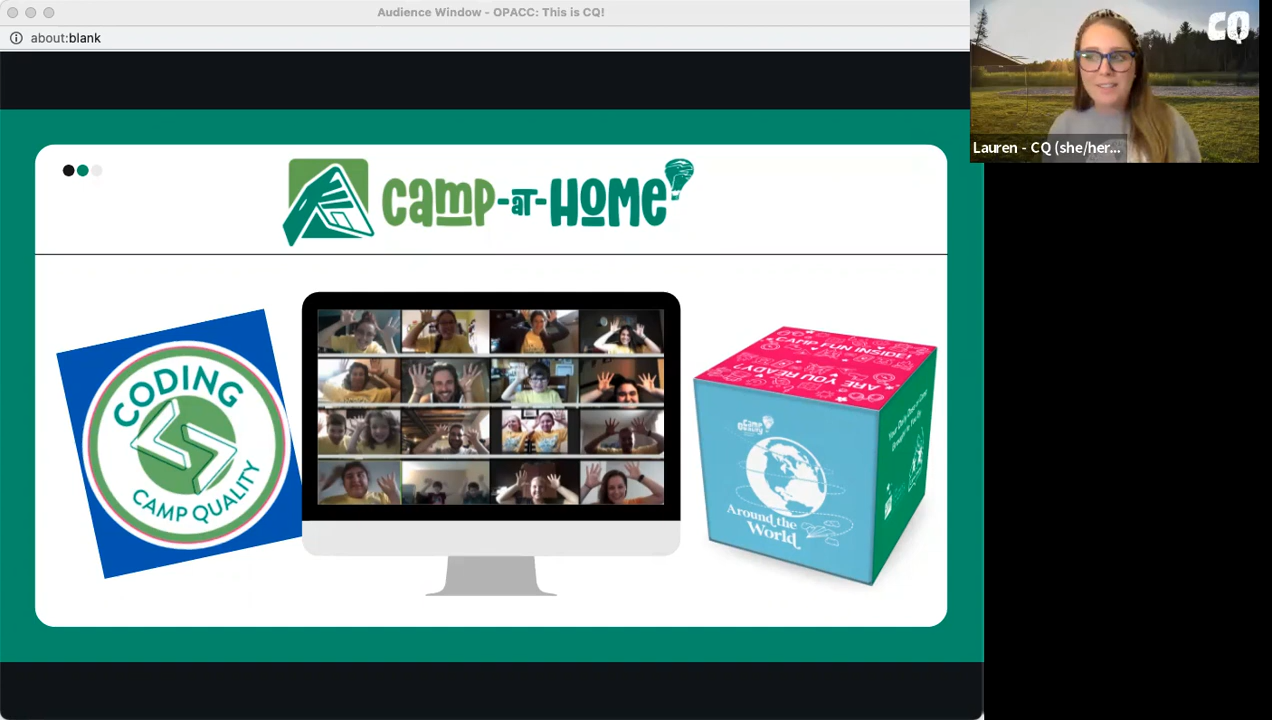 Audience Window - OPACC: This is CQ!
about:blank
CQ
Lauren - CQ (she/her...
CAMP-AT-HOME
CODING
CAMP QUALITY
CAMP FUN INSIDE!
ARE YOU READY?
Around the
World